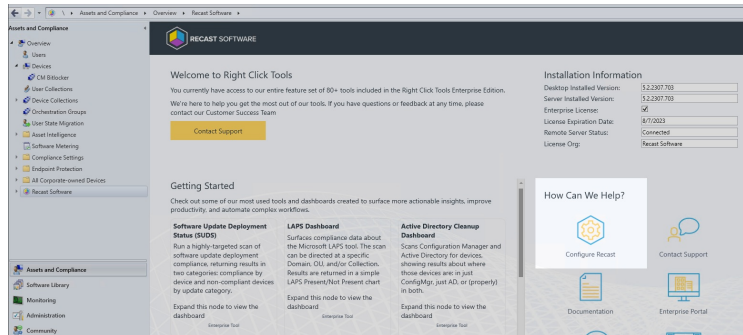 \ Assets and Compliance Overview Recast Software
Assets and Compliance
Overview
Users
Devices
CM Bitlocker
User Collections
Device Collections
Orchestration Groups
User State Migration
Asset Intelligence
Software Metering
Compliance Settings
Endpoint Protection
All Corporate-owned Devices
Recast Software
Assets and Compliance
Software Library
Monitoring
Administration
Community
RECAST SOFTWARE
Welcome to Right Click Tools
You currently have access to our entire feature set of 80+ tools included in the Right Click Tools Enterprise Edition.
We're here to help you get the most out of our tools. If you have questions or feedback at any time, please
contact our Customer Success Team
Contact Support
Installation Information
Desktop Installed Version: 5.2.2307.703
Server Installed Version: 5.2.2307.703
Enterprise License:
License Expiration Date: 8/7/2023
Remote Server Status: Connected
License Org: Recast Software
Getting Started
Check out some of our most used tools and dashboards created to surface more actionable insights, improve
productivity, and automate complex workflows.
Software Update Deployment
Status (SUDS)
Run a highly-targeted scan of
software update deployment
compliance, returning results in
two categories: compliance by
device and non-compliant devices
by update category.
Expand this node to view the
dashboard
Enterprise Tool
LAPS Dashboard
Surfaces compliance data about
the Microsoft LAPS tool. The scan
can be directed at a specific
Domain, OU, and/or Collection.
Results are returned in a simple
LAPS Present/Not Present chart
Expand this node to view the
dashboard
Enterprise Tool
Active Directory Cleanup
Dashboard
Scans Configuration Manager and
Active Directory for devices,
showing results about where
those devices are: in just
ConfigMgr, just AD, or (properly)
in both.
Expand this node to view the
dashboard
Enterprise Tool
How Can We Help?
Configure Recast
Contact Support
Documentation
Enterprise Portal